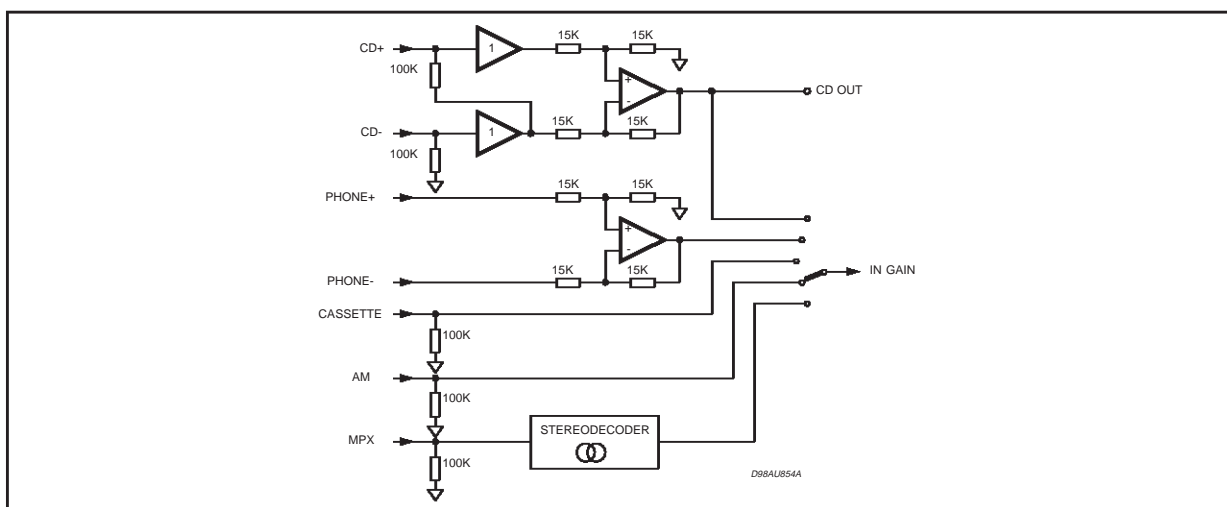 15K 15K
CD+
1
100K
+
-
CD OUT
15K 15K
CD-
1
100K
15K 15K
PHONE+
+
-
IN GAIN
15K 15K
PHONE-
CASSETTE
100K
AM
100K
STEREODECODER
MPX
100K
D98AU854A